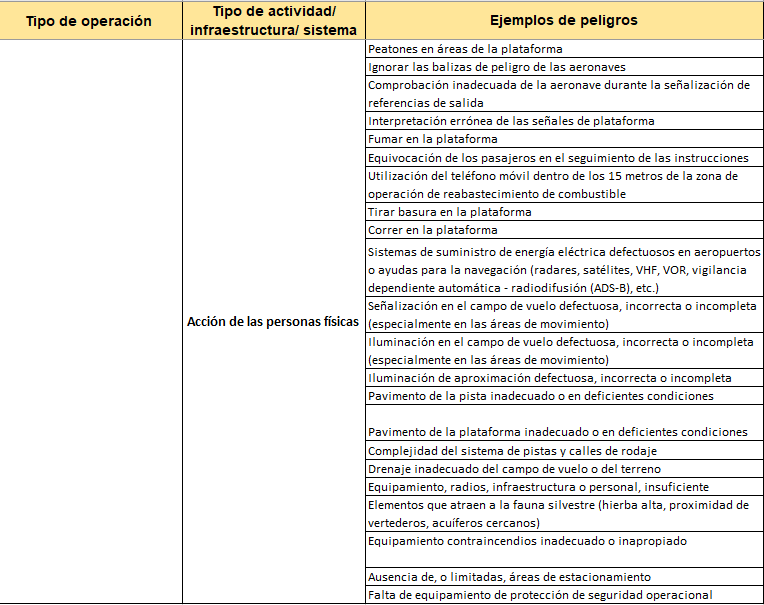 Tipo de operación
Tipo de actividad/
infraestructura/ sistema
Ejemplos de peligros
Acción de las personas físicas
Peatones en áreas de la plataforma
Ignorar las balizas de peligro de las aeronaves
Comprobación inadecuada de la aeronave durante la señalización de
referencias de salida
Interpretación errónea de las señales de plataforma
Fumar en la plataforma
Equivocación de los pasajeros en el seguimiento de las instrucciones
Utilización del teléfono móvil dentro de los 15 metros de la zona de
operación de reabastecimiento de combustible
Tirar basura en la plataforma
Correr en la plataforma
Sistemas de suministro de energía eléctrica defectuosos en aeropuertos
o ayudas para la navegación (radares, satélites, VHF, VOR, vigilancia
dependiente automática - radiodifusión (ADS-B), etc.)
Señalización en el campo de vuelo defectuosa, incorrecta o incompleta
(especialmente en las áreas de movimiento)
Iluminación en el campo de vuelo defectuosa, incorrecta o incompleta
(especialmente en las áreas de movimiento)
Iluminación de aproximación defectuosa, incorrecta o incompleta
Pavimento de la pista inadecuado o en deficientes condiciones
Pavimento de la plataforma inadecuado o en deficientes condiciones
Complejidad del sistema de pistas y calles de rodaje
Drenaje inadecuado del campo de vuelo o del terreno
Equipamiento, radios, infraestructura o personal, insuficiente
Elementos que atraen a la fauna silvestre (hierba alta, proximidad de
vertederos, acuíferos cercanos)
Equipamiento contraincendios inadecuado o inapropiado
Ausencia de, o limitadas, áreas de estacionamiento
Falta de equipamiento de protección de seguridad operacional